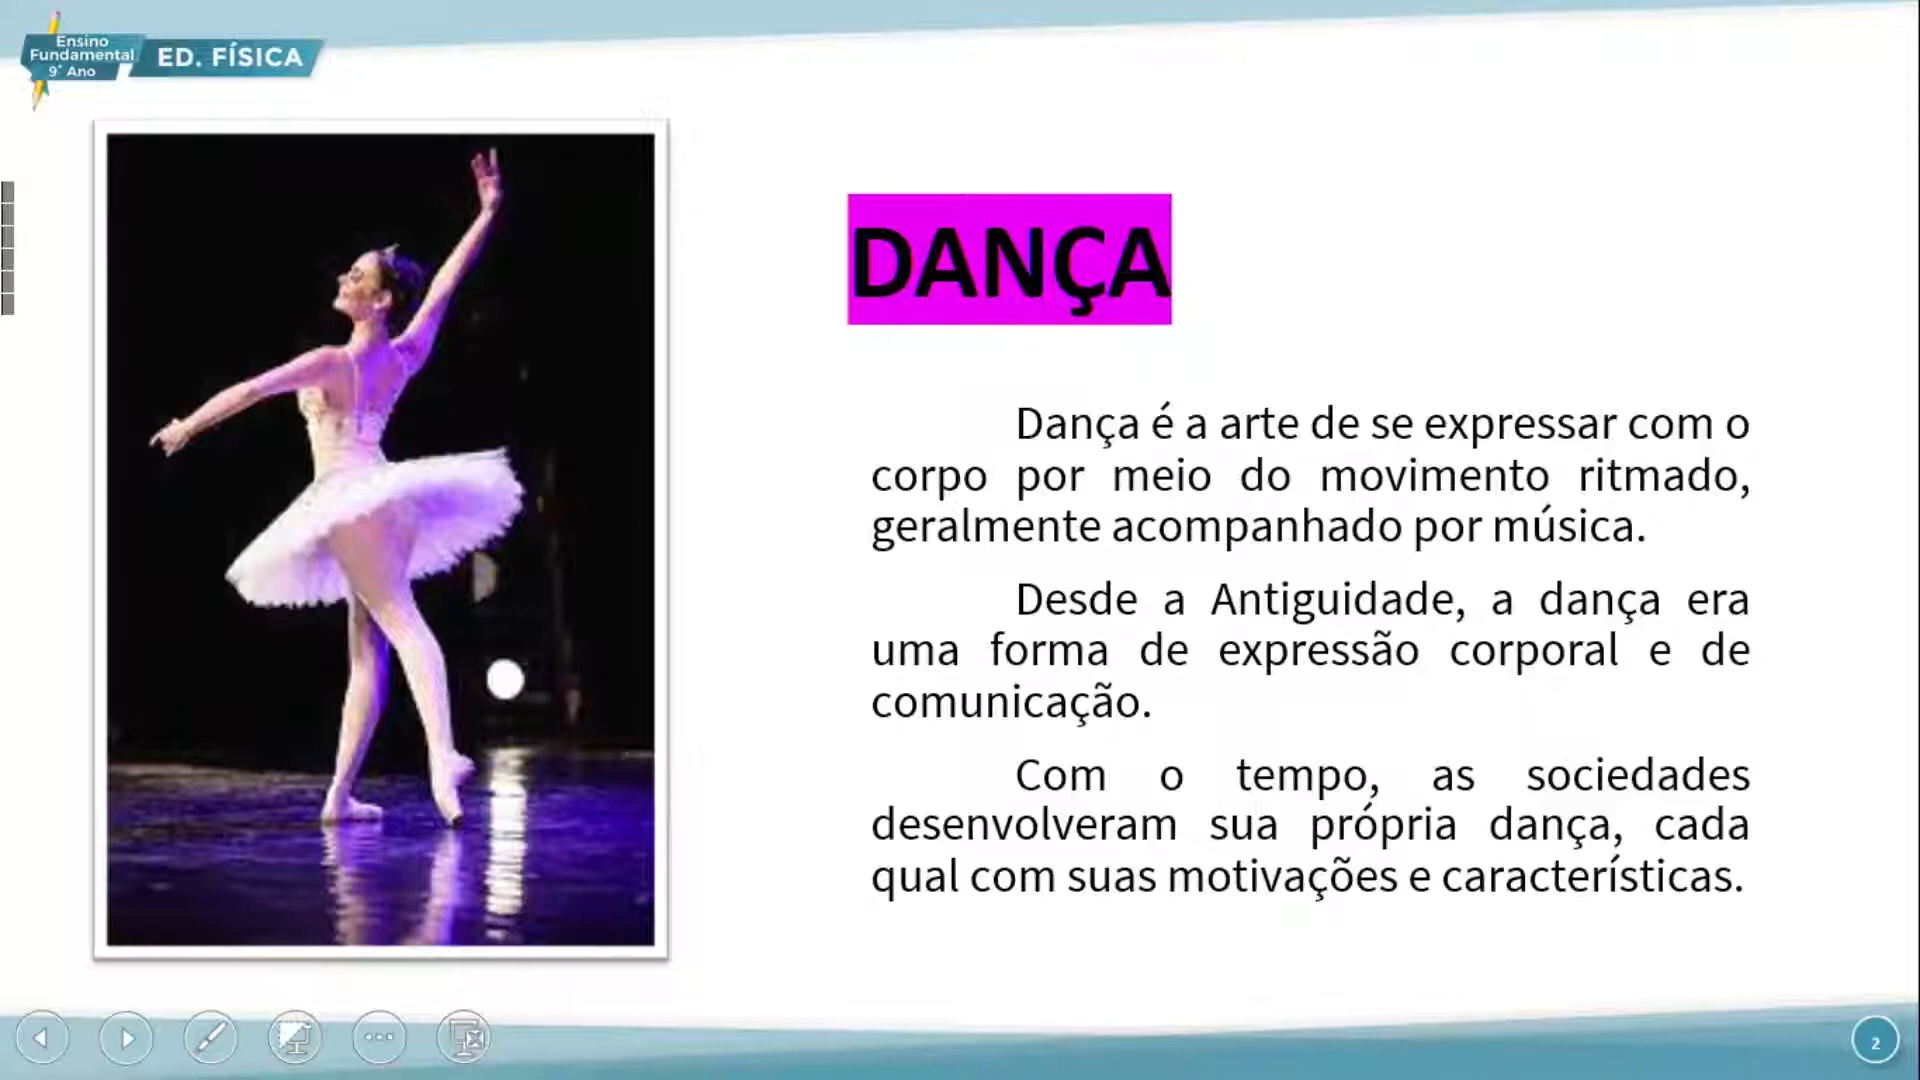 Ensino
Fundamental
9° Ano
ED. FÍSICA
DANÇA
Dança é a arte de se expressar com o
corpo por meio do movimento ritmado,
geralmente acompanhado por música.
Desde a Antiguidade, a dança era
uma forma de expressão corporal e de
comunicação.
Com o tempo, as sociedades
desenvolveram sua própria dança, cada
qual com suas motivações e características.
2